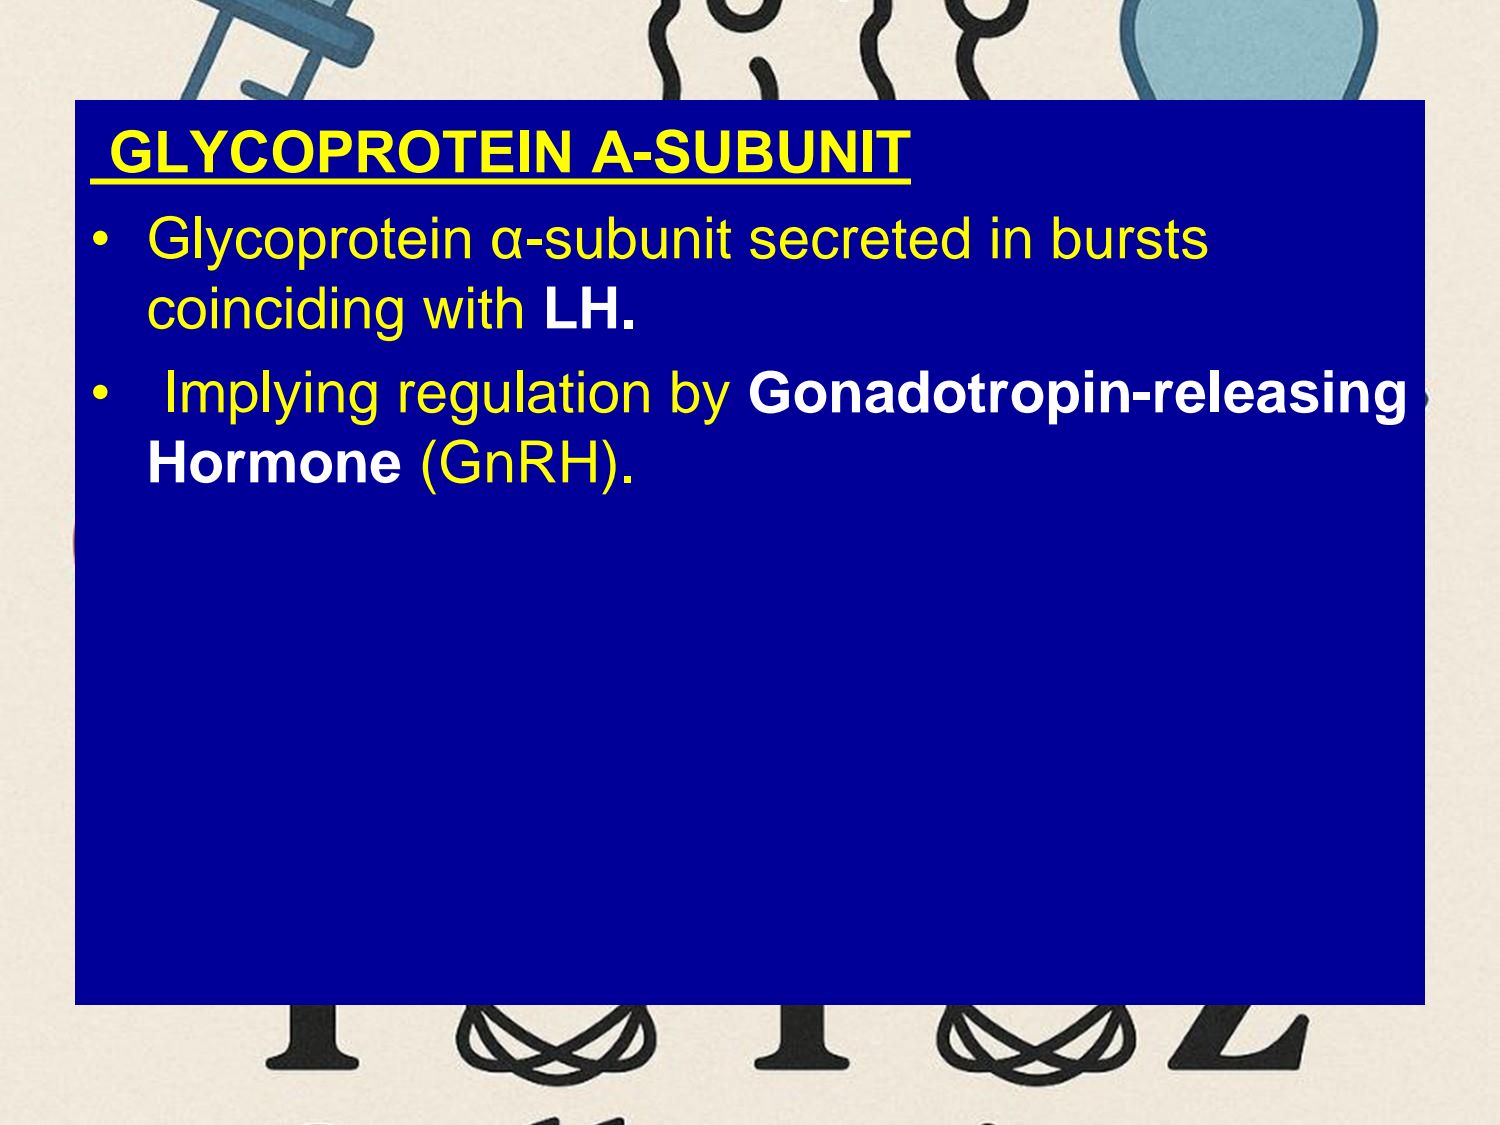 GLYCOPROTEIN A-SUBUNIT
• Glycoprotein α-subunit secreted in bursts
coinciding with LH.
• Implying regulation by Gonadotropin-releasing
Hormone (GnRH).